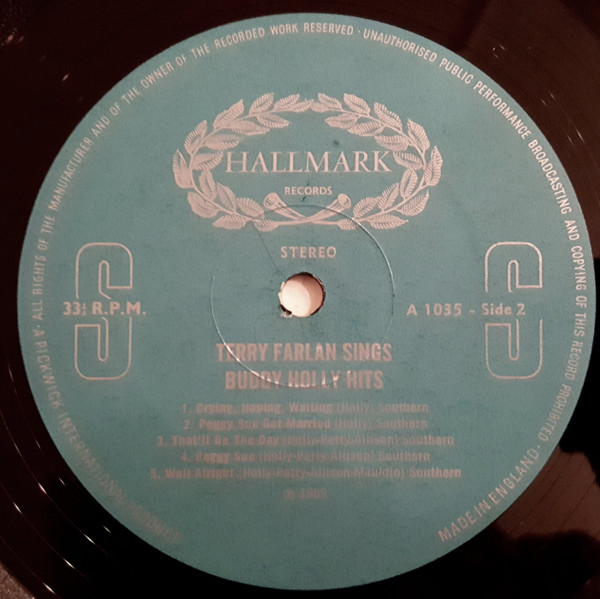 · ALL RIGHTS OF THE MANUFACTURER AND OF THE OWNER OF THE RECORDED WORK RESERVED · UNAUTHORISED PUBLIC PERFORMANCE BROADCASTING AND COPYING OF THIS RECORD PROHIBITED ·
HALLMARK
RECORDS
STEREO
S
S
33⅓ R.P.M.
A 1035 - Side 2
TERRY FARLAN SINGS
BUDDY HOLLY HITS
1. Crying, Hoping, Waiting (Holly) Southern
2. Peggy Sue Got Married (Holly) Southern
3. That'll Be The Day (Holly-Petty-Allison) Southern
4. Peggy Sue (Holly-Petty-Allison) Southern
5. Well Alright (Holly-Petty-Allison-Mauldin) Southern
A PICKWICK INTERNATIONAL PRODUCT
MADE IN ENGLAND ·